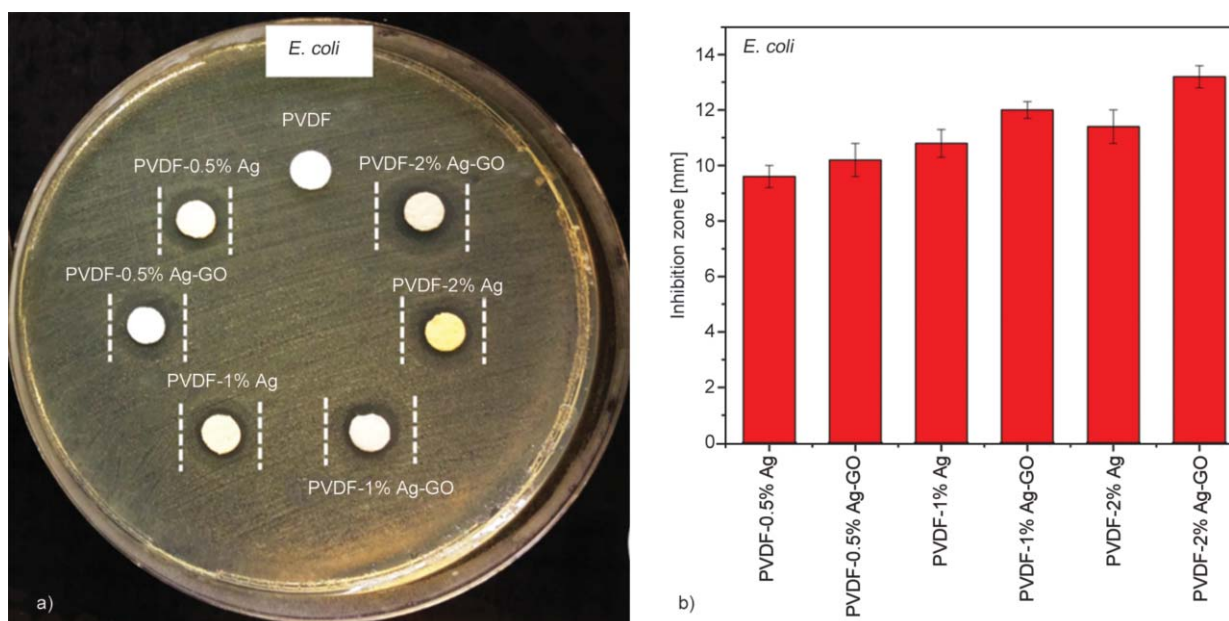 E. coli
PVDF
PVDF-0.5% Ag
PVDF-2% Ag-GO
PVDF-0.5% Ag-GO
PVDF-2% Ag
PVDF-1% Ag
PVDF-1% Ag-GO
a)
E. coli
Inhibition zone [mm]
14
12
10
8
6
4
2
0
PVDF-0.5% Ag
PVDF-0.5% Ag-GO
PVDF-1% Ag
PVDF-1% Ag-GO
PVDF-2% Ag
PVDF-2% Ag-GO
b)